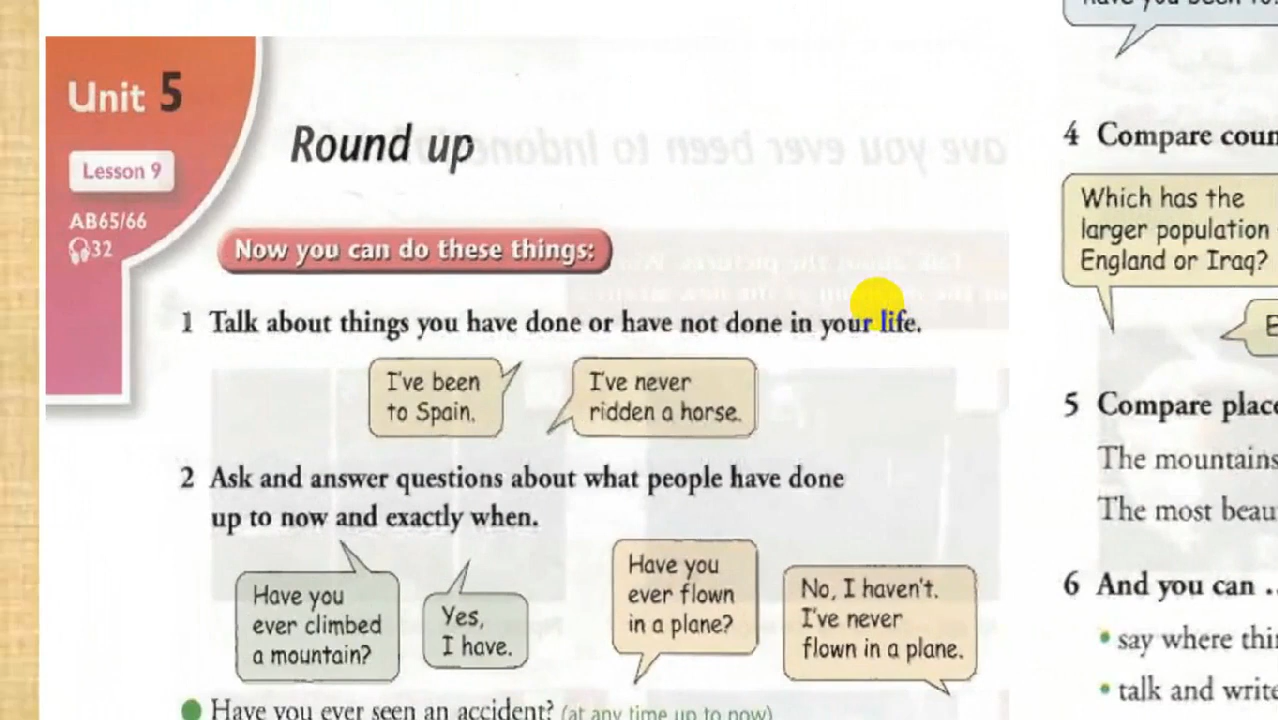 Unit 5
Lesson 9
AB65/66
32
Round up
Now you can do these things:
1 Talk about things you have done or have not done in your life.
I've been
to Spain.
I've never
ridden a horse.
2 Ask and answer questions about what people have done
up to now and exactly when.
Have you
ever climbed
a mountain?
Yes,
I have.
Have you
ever flown
in a plane?
No, I haven't.
I've never
flown in a plane.
Have you ever seen an accident? (at any time up to now)
4 Compare
Which has the
larger population
England or Iraq?
5 Compare
The mountains
The most
6 And you can
• say where
• talk and write